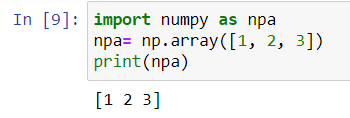 In [9]: import numpy as npa
npa= np.array([1, 2, 3])
print(npa)
[1 2 3]